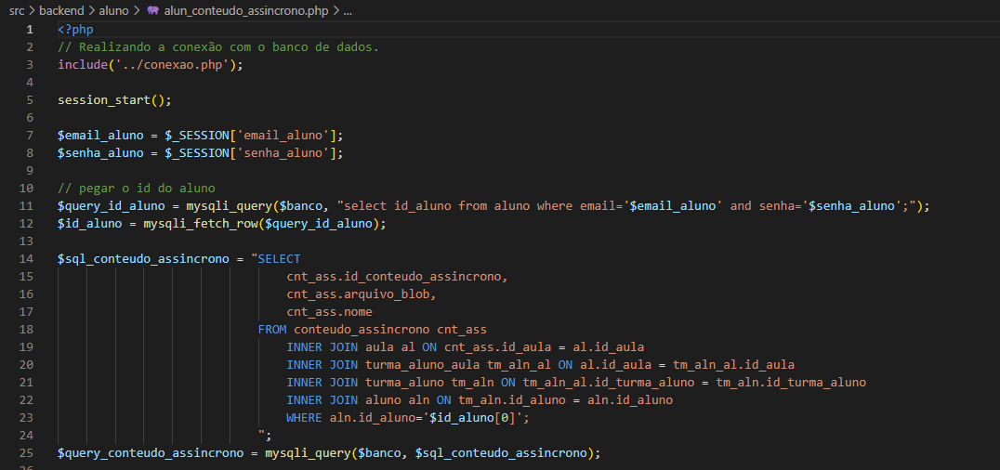 src > backend > aluno > alun_conteudo_assincrono.php > ...
1 <?php
2 // Realizando a conexão com o banco de dados.
3 include('../conexao.php');
4
5 session_start();
6
7 $email_aluno = $_SESSION['email_aluno'];
8 $senha_aluno = $_SESSION['senha_aluno'];
9
10 // pegar o id do aluno
11 $query_id_aluno = mysqli_query($banco, "select id_aluno from aluno where email='$email_aluno' and senha='$senha_aluno';");
12 $id_aluno = mysqli_fetch_row($query_id_aluno);
13
14 $sql_conteudo_assincrono = "SELECT
15 cnt_ass.id_conteudo_assincrono,
16 cnt_ass.arquivo_blob,
17 cnt_ass.nome
18 FROM conteudo_assincrono cnt_ass
19 INNER JOIN aula al ON cnt_ass.id_aula = al.id_aula
20 INNER JOIN turma_aluno_aula tm_aln_al ON al.id_aula = tm_aln_al.id_aula
21 INNER JOIN turma_aluno tm_aln ON tm_aln_al.id_turma_aluno = tm_aln.id_turma_aluno
22 INNER JOIN aluno aln ON tm_aln.id_aluno = aln.id_aluno
23 WHERE aln.id_aluno='$id_aluno[0]';
24 ";
25 $query_conteudo_assincrono = mysqli_query($banco, $sql_conteudo_assincrono);